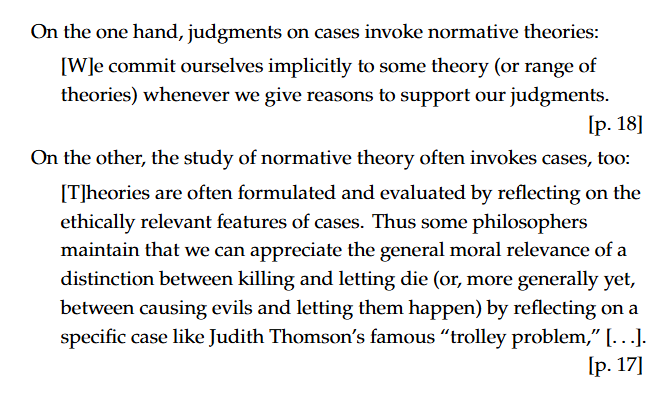 On the one hand, judgments on cases invoke normative theories:
[W]e commit ourselves implicitly to some theory (or range of
theories) whenever we give reasons to support our judgments.
[p. 18]
On the other, the study of normative theory often invokes cases, too:
[T]heories are often formulated and evaluated by reflecting on the
ethically relevant features of cases. Thus some philosophers
maintain that we can appreciate the general moral relevance of a
distinction between killing and letting die (or, more generally yet,
between causing evils and letting them happen) by reflecting on a
specific case like Judith Thomson’s famous “trolley problem,” [. . .].
[p. 17]